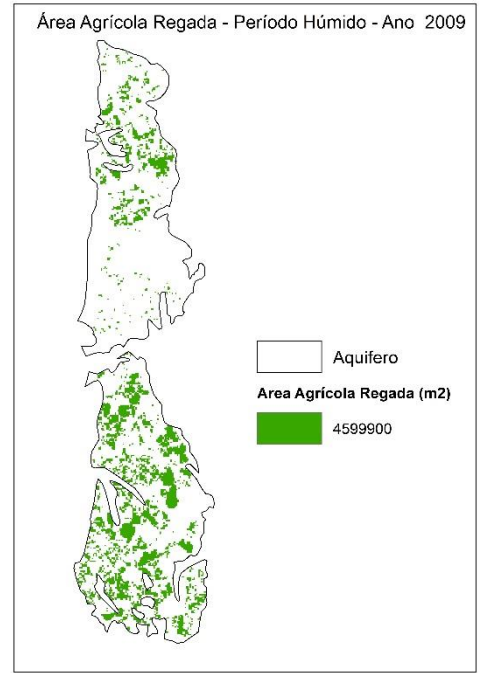 Área Agrícola Regada - Período Húmido - Ano 2009
Aquifero
Area Agrícola Regada (m2)
4599900